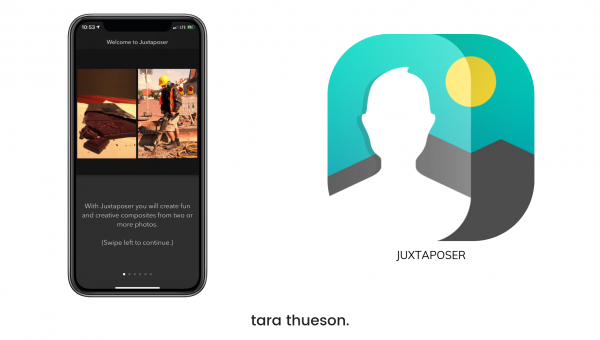 10:53
LTE
Welcome to Juxtaposer
With Juxtaposer you will create fun
and creative composites from two or
more photos.
(Swipe left to continue.)
JUXTAPOSER
tara thueson.